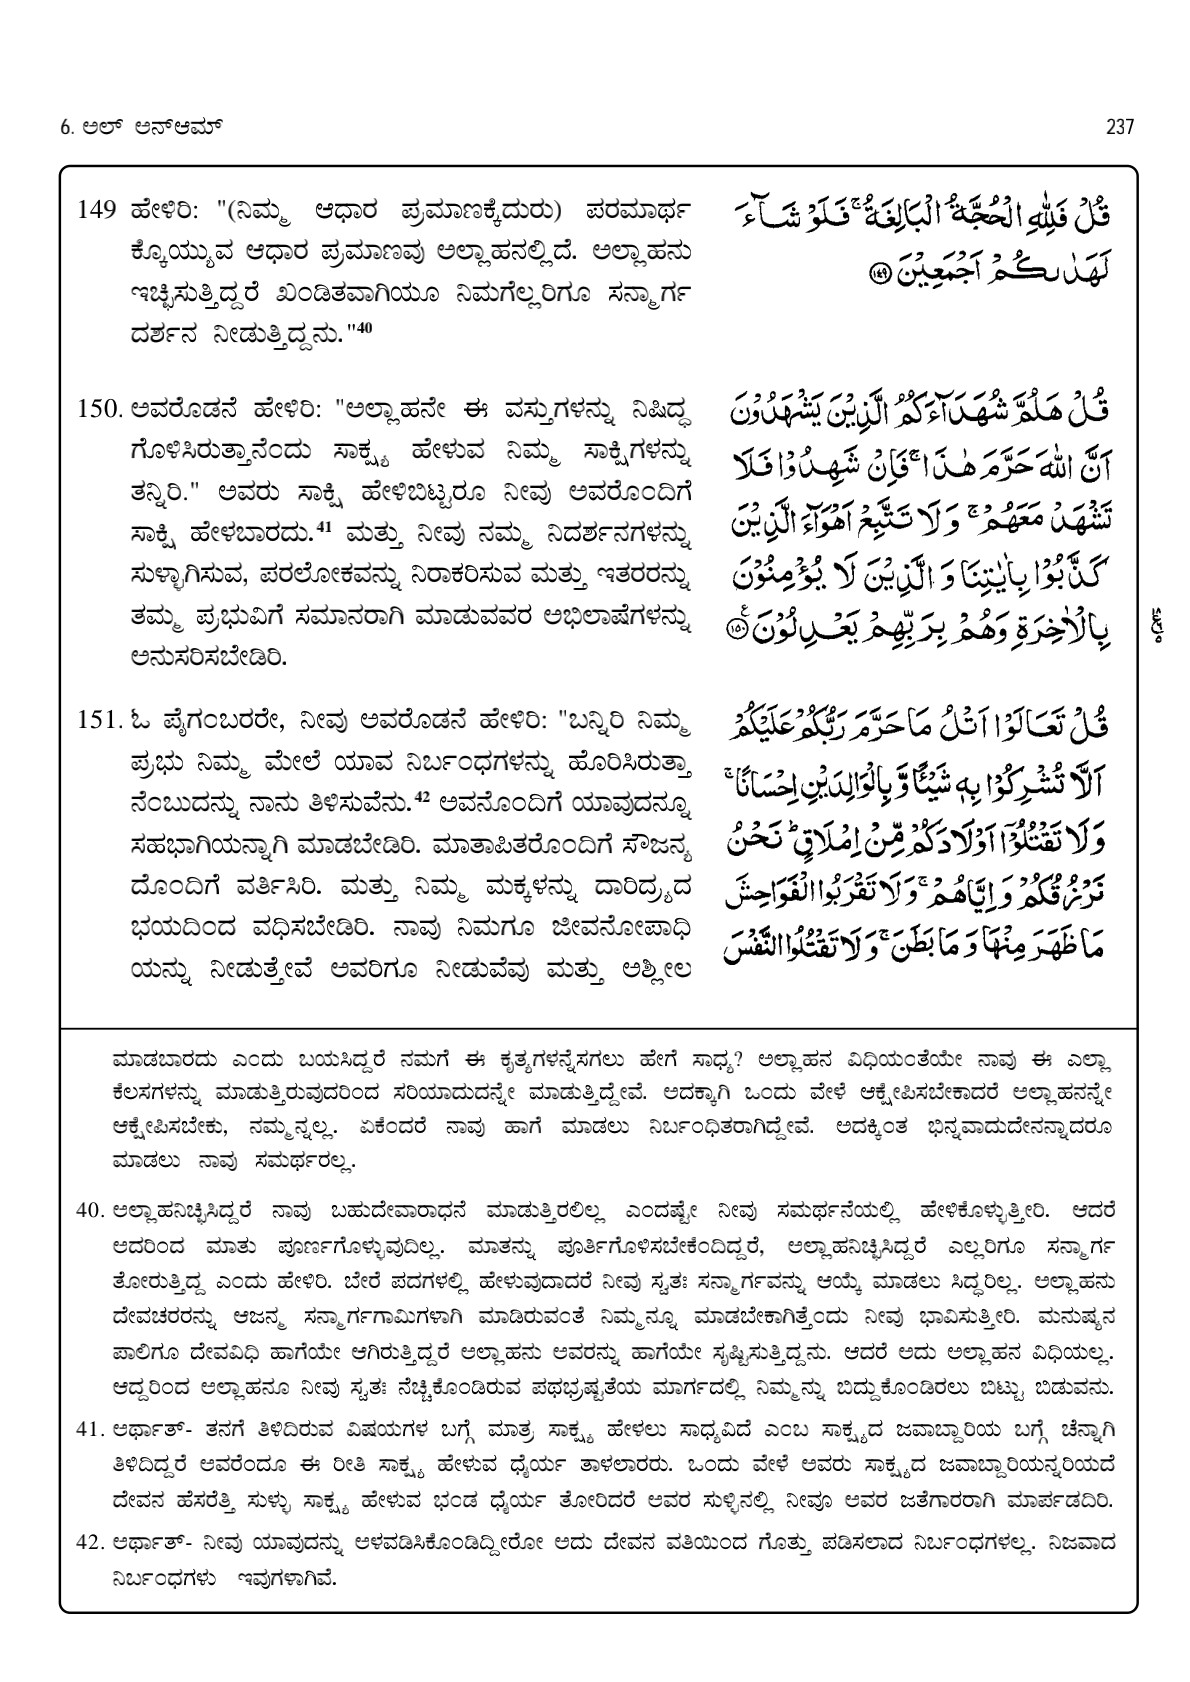 6. ಅಲ್ ಅನ್ಆಮ್
237
149 ಹೇಳಿರಿ: "(ನಿಮ್ಮ ಆಧಾರ ಪ್ರಮಾಣಕ್ಕೆದುರು) ಪರಮಾರ್ಥ
ಕ್ಕೊಯ್ಯುವ ಆಧಾರ ಪ್ರಮಾಣವು ಅಲ್ಲಾಹನಲ್ಲಿದೆ. ಅಲ್ಲಾಹನು
ಇಚ್ಛಿಸುತ್ತಿದ್ದರೆ ಖಂಡಿತವಾಗಿಯೂ ನಿಮಗೆಲ್ಲರಿಗೂ ಸನ್ಮಾರ್ಗ
ದರ್ಶನ ನೀಡುತ್ತಿದ್ದನು."40
قُلْ فَلِلّٰهِ الْحُجَّةُ الْبَالِغَةُ ۚ فَلَوْ شَآءَ
لَهَدٰىكُمْ اَجْمَعِيْنَ ﴿١٤٩﴾
150. ಅವರೊಡನೆ ಹೇಳಿರಿ: "ಅಲ್ಲಾಹನೇ ಈ ವಸ್ತುಗಳನ್ನು ನಿಷಿದ್ಧ
ಗೊಳಿಸಿರುತ್ತಾನೆಂದು ಸಾಕ್ಷ್ಯ ಹೇಳುವ ನಿಮ್ಮ ಸಾಕ್ಷಿಗಳನ್ನು
ತನ್ನಿರಿ." ಅವರು ಸಾಕ್ಷಿ ಹೇಳಿಬಿಟ್ಟರೂ ನೀವು ಅವರೊಂದಿಗೆ
ಸಾಕ್ಷಿ ಹೇಳಬಾರದು.41 ಮತ್ತು ನೀವು ನಮ್ಮ ನಿದರ್ಶನಗಳನ್ನು
ಸುಳ್ಳಾಗಿಸುವ, ಪರಲೋಕವನ್ನು ನಿರಾಕರಿಸುವ ಮತ್ತು ಇತರರನ್ನು
ತಮ್ಮ ಪ್ರಭುವಿಗೆ ಸಮಾನರಾಗಿ ಮಾಡುವವರ ಅಭಿಲಾಷೆಗಳನ್ನು
ಅನುಸರಿಸಬೇಡಿರಿ.
قُلْ هَلُمَّ شُهَدَآءَكُمُ الَّذِيْنَ يَشْهَدُوْنَ
اَنَّ اللّٰهَ حَرَّمَ هٰذَا ۚ فَاِنْ شَهِدُوْا فَلَا
تَشْهَدْ مَعَهُمْ ۚ وَلَا تَتَّبِعْ اَهْوَآءَ الَّذِيْنَ
كَذَّبُوْا بِاٰيٰتِنَا وَ الَّذِيْنَ لَا يُؤْمِنُوْنَ
بِالْاٰخِرَةِ وَهُمْ بِرَبِّهِمْ يَعْدِلُوْنَ ﴿١٥٠﴾
151. ಓ ಪೈಗಂಬರರೇ, ನೀವು ಅವರೊಡನೆ ಹೇಳಿರಿ: "ಬನ್ನಿರಿ ನಿಮ್ಮ
ಪ್ರಭು ನಿಮ್ಮ ಮೇಲೆ ಯಾವ ನಿರ್ಬಂಧಗಳನ್ನು ಹೊರಿಸಿರುತ್ತಾ
ನೆಂಬುದನ್ನು ನಾನು ತಿಳಿಸುವೆನು.42 ಅವನೊಂದಿಗೆ ಯಾವುದನ್ನೂ
ಸಹಭಾಗಿಯನ್ನಾಗಿ ಮಾಡಬೇಡಿರಿ. ಮಾತಾಪಿತರೊಂದಿಗೆ ಸೌಜನ್ಯ
ದೊಂದಿಗೆ ವರ್ತಿಸಿರಿ. ಮತ್ತು ನಿಮ್ಮ ಮಕ್ಕಳನ್ನು ದಾರಿದ್ರ್ಯದ
ಭಯದಿಂದ ವಧಿಸಬೇಡಿರಿ. ನಾವು ನಿಮಗೂ ಜೀವನೋಪಾಧಿ
ಯನ್ನು ನೀಡುತ್ತೇವೆ ಅವರಿಗೂ ನೀಡುವೆವು ಮತ್ತು ಅಶ್ಲೀಲ
قُلْ تَعَالَوْا اَتْلُ مَا حَرَّمَ رَبُّكُمْ عَلَيْكُمْ
اَلَّا تُشْرِكُوْا بِهٖ شَيْـًٔا وَّ بِالْوَالِدَيْنِ اِحْسَانًا ۚ
وَلَا تَقْتُلُوْٓا اَوْلَادَكُمْ مِّنْ اِمْلَاقٍ ؕ نَحْنُ
نَرْزُقُكُمْ وَ اِيَّاهُمْ ۚ وَلَا تَقْرَبُوا الْفَوَاحِشَ
مَا ظَهَرَ مِنْهَا وَ مَا بَطَنَ ۚ وَلَا تَقْتُلُوا النَّفْسَ
ಮಾಡಬಾರದು ಎಂದು ಬಯಸಿದ್ದರೆ ನಮಗೆ ಈ ಕೃತ್ಯಗಳನ್ನೆಸಗಲು ಹೇಗೆ ಸಾಧ್ಯ? ಅಲ್ಲಾಹನ ವಿಧಿಯಂತೆಯೇ ನಾವು ಈ ಎಲ್ಲಾ
ಕೆಲಸಗಳನ್ನು ಮಾಡುತ್ತಿರುವುದರಿಂದ ಸರಿಯಾದುದನ್ನೇ ಮಾಡುತ್ತಿದ್ದೇವೆ. ಅದಕ್ಕಾಗಿ ಒಂದು ವೇಳೆ ಆಕ್ಷೇಪಿಸಬೇಕಾದರೆ ಅಲ್ಲಾಹನನ್ನೇ
ಆಕ್ಷೇಪಿಸಬೇಕು, ನಮ್ಮನ್ನಲ್ಲ. ಏಕೆಂದರೆ ನಾವು ಹಾಗೆ ಮಾಡಲು ನಿರ್ಬಂಧಿತರಾಗಿದ್ದೇವೆ. ಅದಕ್ಕಿಂತ ಭಿನ್ನವಾದುದೇನನ್ನಾದರೂ
ಮಾಡಲು ನಾವು ಸಮರ್ಥರಲ್ಲ.
40. ಅಲ್ಲಾಹನಿಚ್ಛಿಸಿದ್ದರೆ ನಾವು ಬಹುದೇವಾರಾಧನೆ ಮಾಡುತ್ತಿರಲಿಲ್ಲ ಎಂದಷ್ಟೇ ನೀವು ಸಮರ್ಥನೆಯಲ್ಲಿ ಹೇಳಿಕೊಳ್ಳುತ್ತೀರಿ. ಆದರೆ
ಅದರಿಂದ ಮಾತು ಪೂರ್ಣಗೊಳ್ಳುವುದಿಲ್ಲ. ಮಾತನ್ನು ಪೂರ್ತಿಗೊಳಿಸಬೇಕೆಂದಿದ್ದರೆ, ಅಲ್ಲಾಹನಿಚ್ಛಿಸಿದ್ದರೆ ಎಲ್ಲರಿಗೂ ಸನ್ಮಾರ್ಗ
ತೋರುತ್ತಿದ್ದ ಎಂದು ಹೇಳಿರಿ. ಬೇರೆ ಪದಗಳಲ್ಲಿ ಹೇಳುವುದಾದರೆ ನೀವು ಸ್ವತಃ ಸನ್ಮಾರ್ಗವನ್ನು ಆಯ್ಕೆ ಮಾಡಲು ಸಿದ್ಧರಿಲ್ಲ. ಅಲ್ಲಾಹನು
ದೇವಚರರನ್ನು ಆಜನ್ಮ ಸನ್ಮಾರ್ಗಗಾಮಿಗಳಾಗಿ ಮಾಡಿರುವಂತೆ ನಿಮ್ಮನ್ನೂ ಮಾಡಬೇಕಾಗಿತ್ತೆಂದು ನೀವು ಭಾವಿಸುತ್ತೀರಿ. ಮನುಷ್ಯನ
ಪಾಲಿಗೂ ದೇವವಿಧಿ ಹಾಗೆಯೇ ಆಗಿರುತ್ತಿದ್ದರೆ ಅಲ್ಲಾಹನು ಅವರನ್ನು ಹಾಗೆಯೇ ಸೃಷ್ಟಿಸುತ್ತಿದ್ದನು. ಆದರೆ ಅದು ಅಲ್ಲಾಹನ ವಿಧಿಯಲ್ಲ.
ಆದ್ದರಿಂದ ಅಲ್ಲಾಹನೂ ನೀವು ಸ್ವತಃ ನೆಚ್ಚಿಕೊಂಡಿರುವ ಪಥಭ್ರಷ್ಟತೆಯ ಮಾರ್ಗದಲ್ಲಿ ನಿಮ್ಮನ್ನು ಬಿದ್ದುಕೊಂಡಿರಲು ಬಿಟ್ಟು ಬಿಡುವನು.
41. ಅರ್ಥಾತ್- ತನಗೆ ತಿಳಿದಿರುವ ವಿಷಯಗಳ ಬಗ್ಗೆ ಮಾತ್ರ ಸಾಕ್ಷ್ಯ ಹೇಳಲು ಸಾಧ್ಯವಿದೆ ಎಂಬ ಸಾಕ್ಷ್ಯದ ಜವಾಬ್ದಾರಿಯ ಬಗ್ಗೆ ಚೆನ್ನಾಗಿ
ತಿಳಿದಿದ್ದರೆ ಅವರೆಂದೂ ಈ ರೀತಿ ಸಾಕ್ಷ್ಯ ಹೇಳುವ ಧೈರ್ಯ ತಾಳಲಾರರು. ಒಂದು ವೇಳೆ ಅವರು ಸಾಕ್ಷ್ಯದ ಜವಾಬ್ದಾರಿಯನ್ನರಿಯದೆ
ದೇವನ ಹೆಸರೆತ್ತಿ ಸುಳ್ಳು ಸಾಕ್ಷ್ಯ ಹೇಳುವ ಭಂಡ ಧೈರ್ಯ ತೋರಿದರೆ ಅವರ ಸುಳ್ಳಿನಲ್ಲಿ ನೀವೂ ಅವರ ಜತೆಗಾರರಾಗಿ ಮಾರ್ಪಡದಿರಿ.
42. ಅರ್ಥಾತ್- ನೀವು ಯಾವುದನ್ನು ಅಳವಡಿಸಿಕೊಂಡಿದ್ದೀರೋ ಅದು ದೇವನ ವತಿಯಿಂದ ಗೊತ್ತು ಪಡಿಸಲಾದ ನಿರ್ಬಂಧಗಳಲ್ಲ. ನಿಜವಾದ
ನಿರ್ಬಂಧಗಳು ಇವುಗಳಾಗಿವೆ.